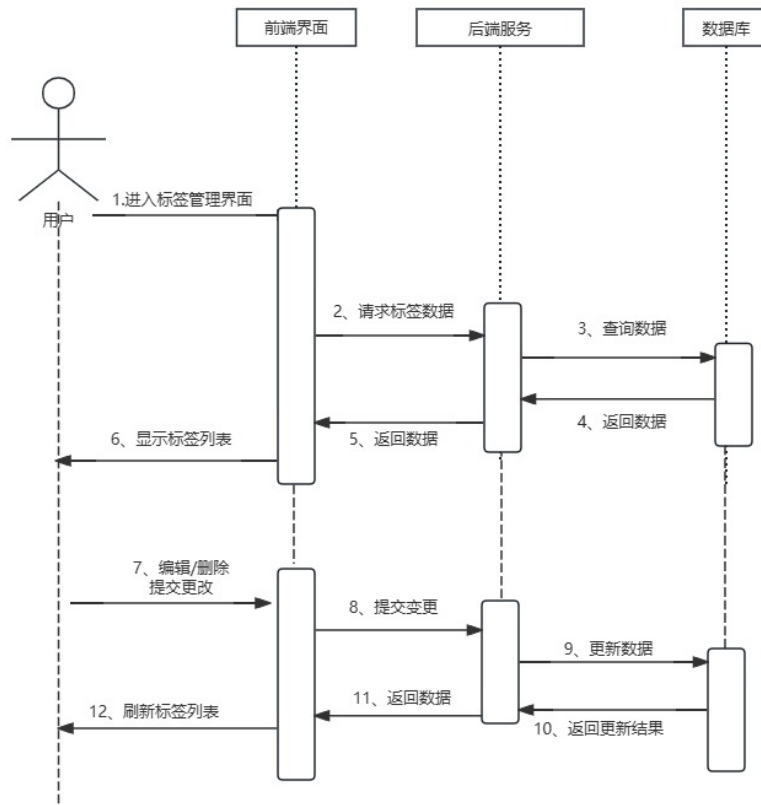 前端界面
后端服务
数据库
1.进入标签管理界面
用户
2、请求标签数据
3、查询数据
4、返回数据
5、返回数据
6、显示标签列表
7、编辑/删除
提交更改
8、提交变更
9、更新数据
10、返回更新结果
11、返回数据
12、刷新标签列表